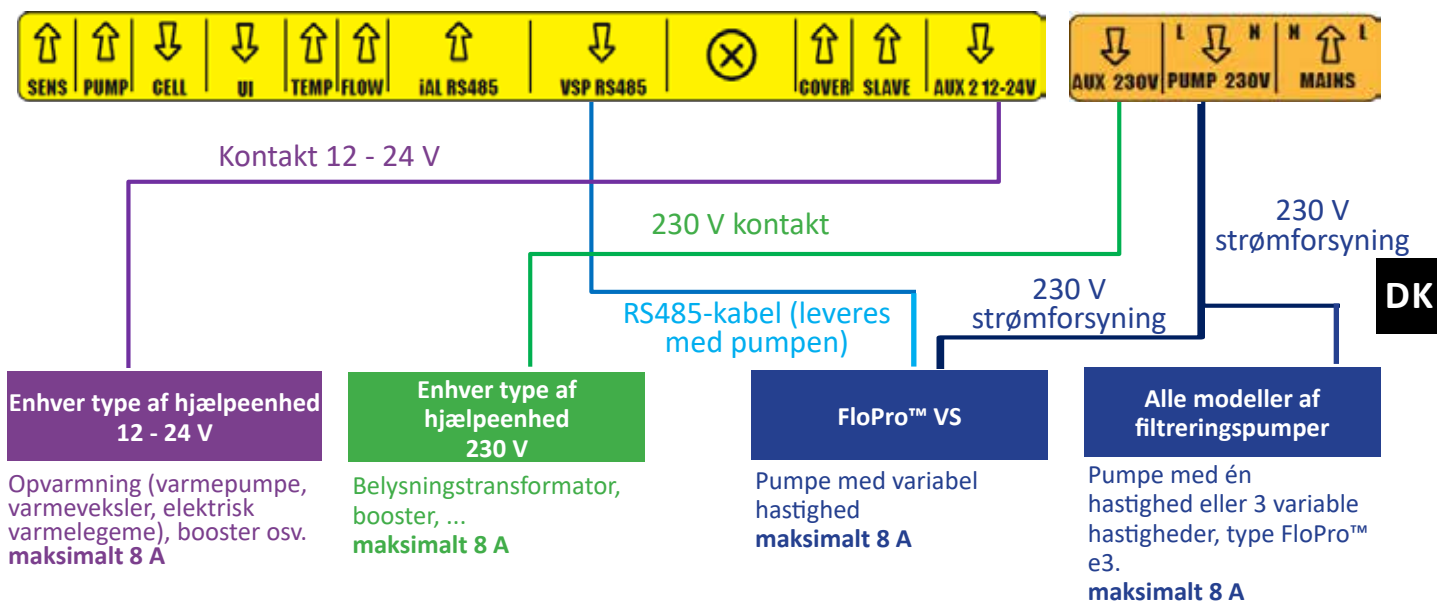 SENS PUMP CELL UI TEMP FLOW iAL RS485 VSP RS485 COVER SLAVE AUX 2 12-24V
L N N L
AUX 230V PUMP 230V MAINS
Kontakt 12 - 24 V
230 V kontakt
230 V
strømforsyning
DK
RS485-kabel (leveres
med pumpen)
230 V
strømforsyning
Enhver type af hjælpeenhed
12 - 24 V
Opvarmning (varmepumpe,
varmeveksler, elektrisk
varmelegeme), booster osv.
maksimalt 8 A
Enhver type af
hjælpeenhed
230 V
Belysningstransformator,
booster, ...
maksimalt 8 A
FloPro™ VS
Pumpe med variabel
hastighed
maksimalt 8 A
Alle modeller af
filtreringspumper
Pumpe med én
hastighed eller 3 variable
hastigheder, type FloPro™
e3.
maksimalt 8 A